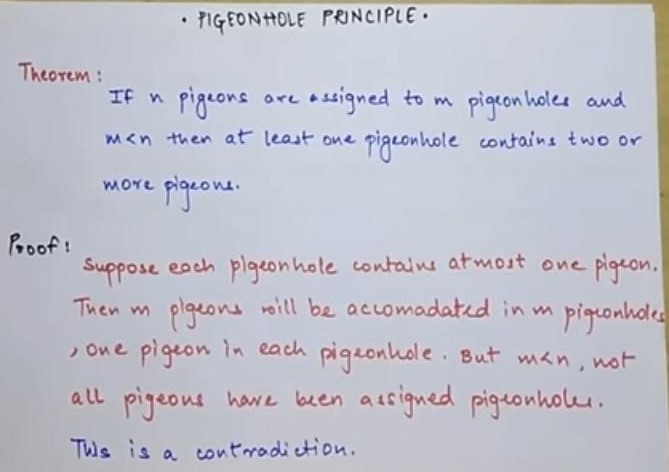 • PIGEONHOLE PRINCIPLE •
Theorem :
If n pigeons are assigned to m pigeonholes and
m<n then at least one pigeonhole contains two or
more pigeons.
Proof :
Suppose each pigeonhole contains atmost one pigeon.
Then m pigeons will be accomadated in m pigeonholes
, one pigeon in each pigeonhole . But m<n , not
all pigeons have been assigned pigeonholes.
This is a contradiction.